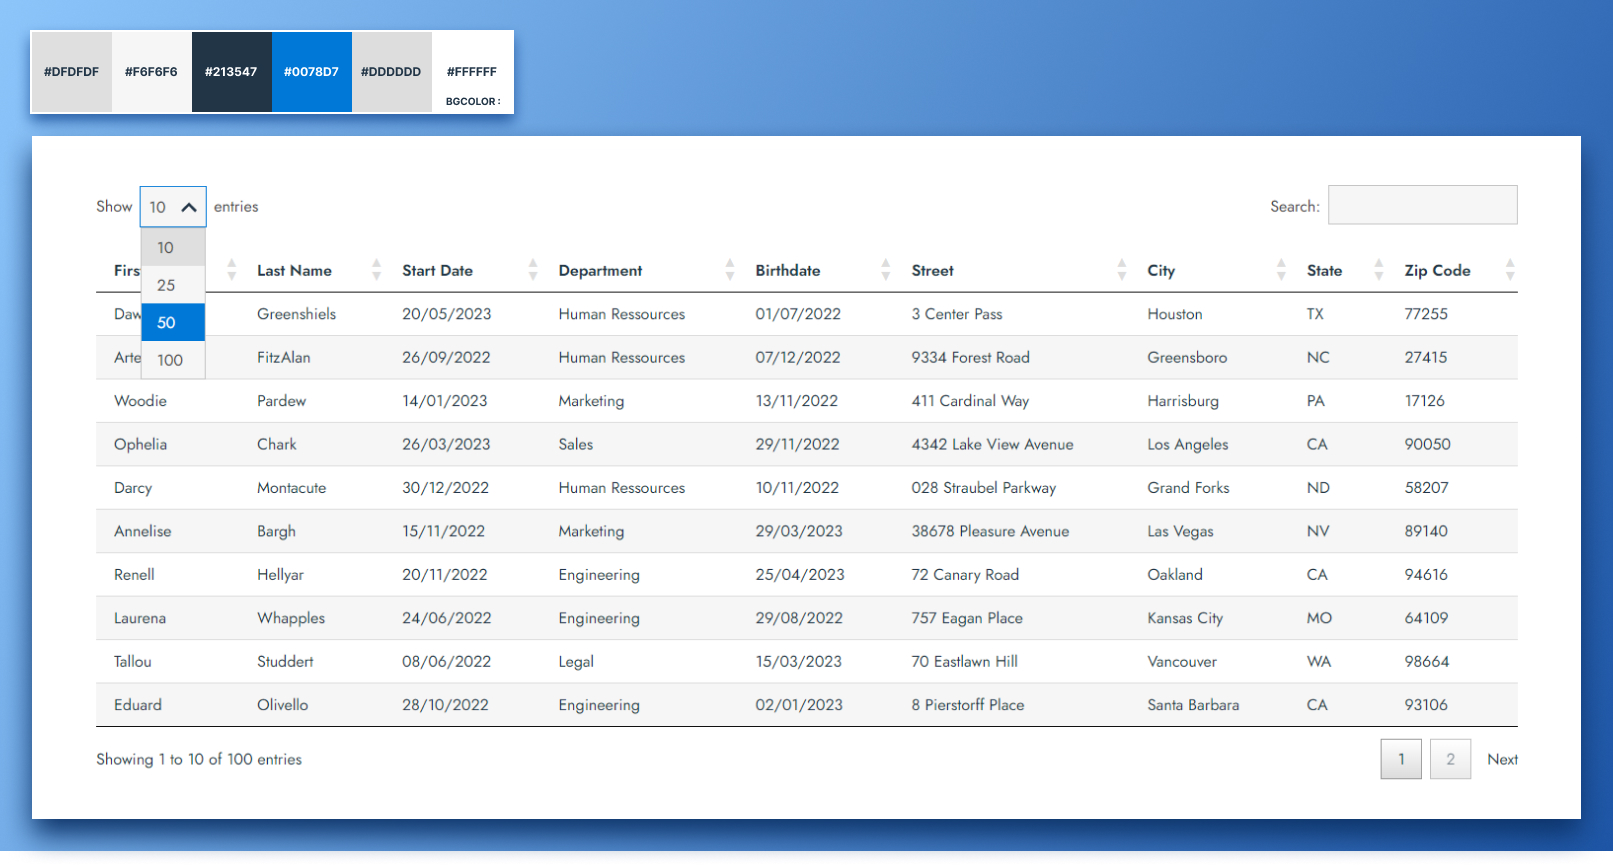 #DFDFDF #F6F6F6 #213547 #0078D7 #DDDDDD #FFFFFF
BGCOLOR :
Show 10 entries Search:
10
25
50
100
Last Name Start Date Department Birthdate Street City State Zip Code
Greenshiels 20/05/2023 Human Ressources 01/07/2022 3 Center Pass Houston TX 77255
FitzAlan 26/09/2022 Human Ressources 07/12/2022 9334 Forest Road Greensboro NC 27415
Woodie Pardew 14/01/2023 Marketing 13/11/2022 411 Cardinal Way Harrisburg PA 17126
Ophelia Chark 26/03/2023 Sales 29/11/2022 4342 Lake View Avenue Los Angeles CA 90050
Darcy Montacute 30/12/2022 Human Ressources 10/11/2022 028 Straubel Parkway Grand Forks ND 58207
Annelise Bargh 15/11/2022 Marketing 29/03/2023 38678 Pleasure Avenue Las Vegas NV 89140
Renell Hellyar 20/11/2022 Engineering 25/04/2023 72 Canary Road Oakland CA 94616
Laurena Whapples 24/06/2022 Engineering 29/08/2022 757 Eagan Place Kansas City MO 64109
Tallou Studdert 08/06/2022 Legal 15/03/2023 70 Eastlawn Hill Vancouver WA 98664
Eduard Olivello 28/10/2022 Engineering 02/01/2023 8 Pierstorff Place Santa Barbara CA 93106
Showing 1 to 10 of 100 entries 1 2 Next